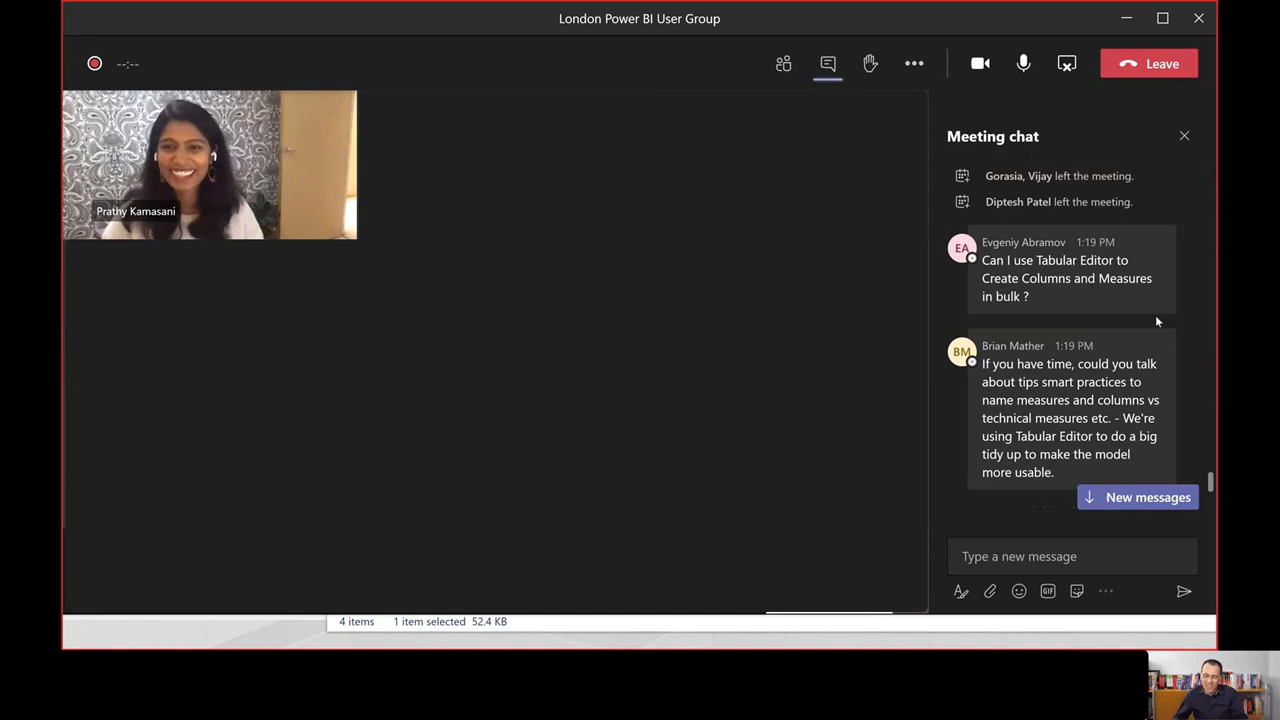 London Power BI User Group
--:--
Leave
Prathy Kamasani
Meeting chat
Gorasia, Vijay left the meeting.
Diptesh Patel left the meeting.
EA
Evgeniy Abramov 1:19 PM
Can I use Tabular Editor to
Create Columns and Measures
in bulk ?
BM
Brian Mather 1:19 PM
If you have time, could you talk
about tips smart practices to
name measures and columns vs
technical measures etc. - We're
using Tabular Editor to do a big
tidy up to make the model
more usable.
New messages
Type a new message
GIF
4 items 1 item selected 52.4 KB